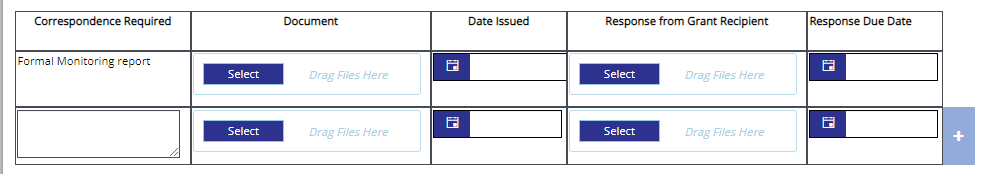 Correspondence Required Document Date Issued Response from Grant Recipient Response Due Date
Formal Monitoring report Select Drag Files Here Select Drag Files Here
Select Drag Files Here Select Drag Files Here +